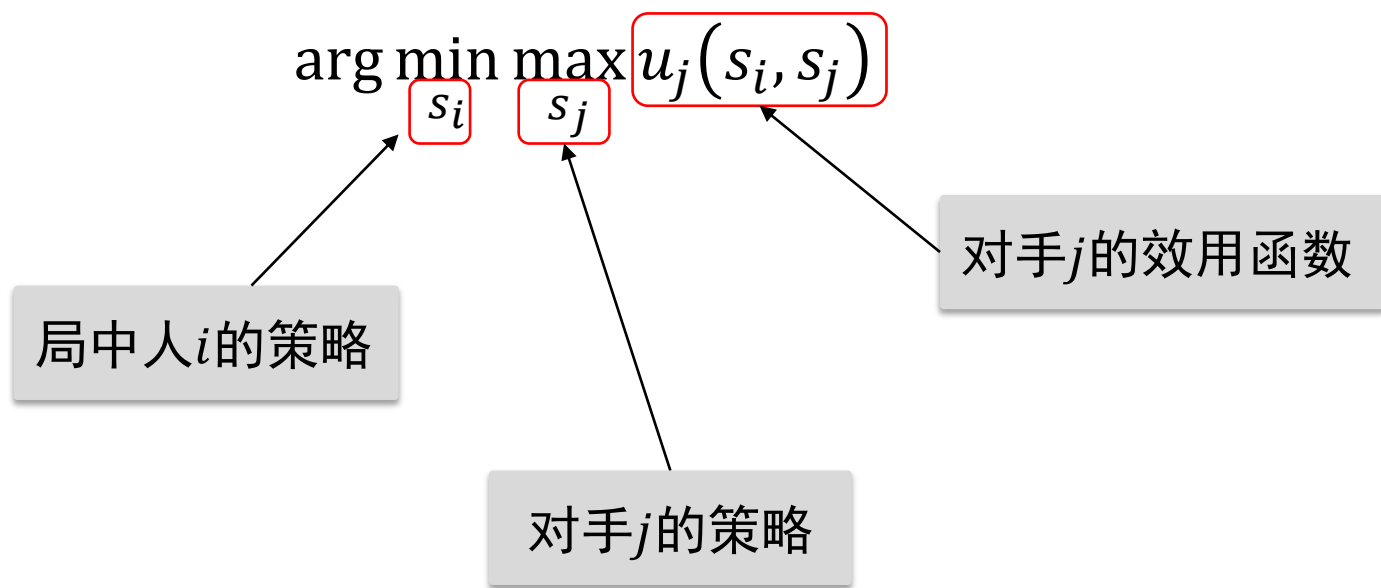 arg min max u_j(s_i, s_j)
s_i s_j
对手j的效用函数
局中人i的策略
对手j的策略